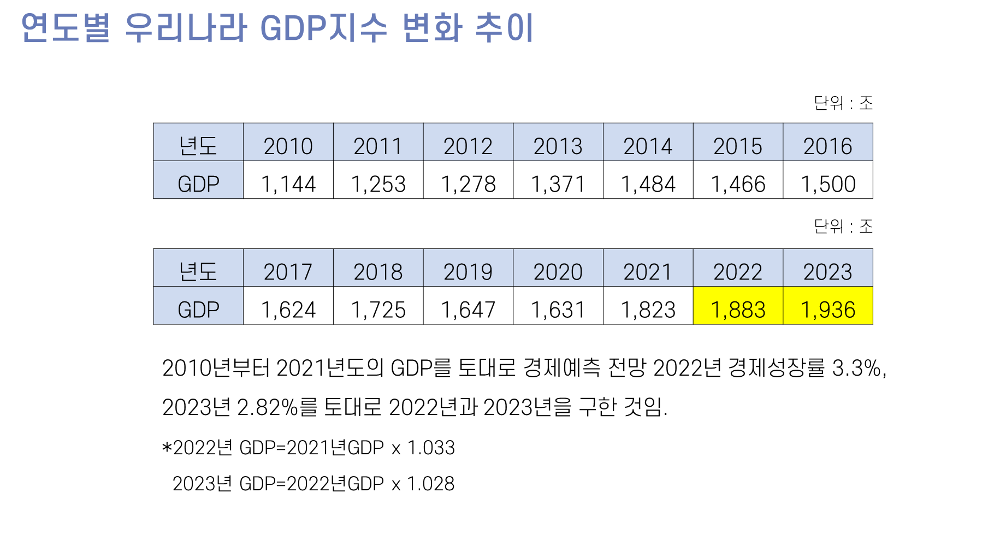 연도별 우리나라 GDP지수 변화 추이
단위 : 조
년도 2010 2011 2012 2013 2014 2015 2016
GDP 1,144 1,253 1,278 1,371 1,484 1,466 1,500
단위 : 조
년도 2017 2018 2019 2020 2021 2022 2023
GDP 1,624 1,725 1,647 1,631 1,823 1,883 1,936
2010년부터 2021년도의 GDP를 토대로 경제예측 전망 2022년 경제성장률 3.3%,
2023년 2.82%를 토대로 2022년과 2023년을 구한 것임.
*2022년 GDP=2021년GDP x 1.033
2023년 GDP=2022년GDP x 1.028